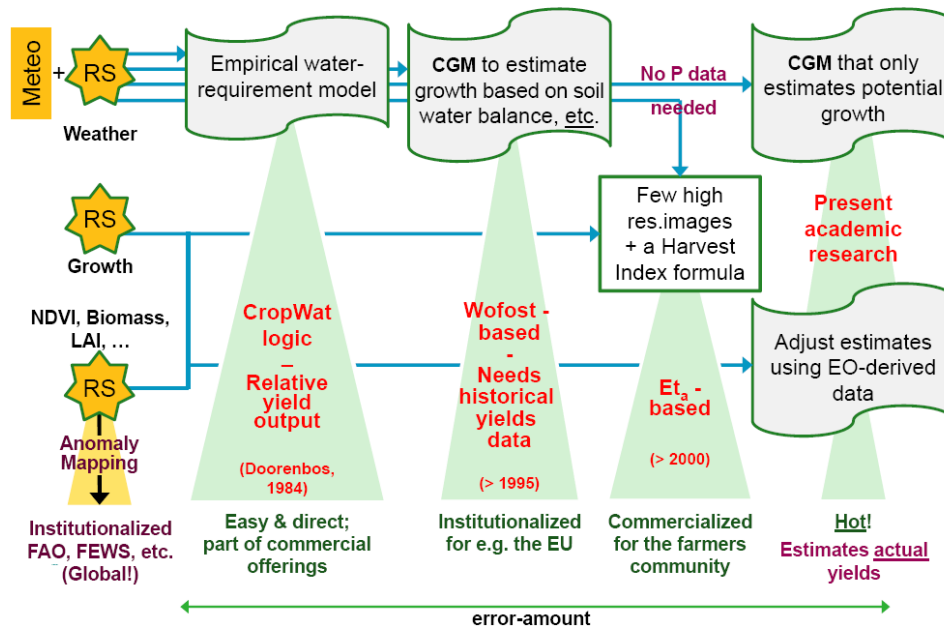 Meteo
+
RS
Weather
Empirical water-
requirement model
CGM to estimate
growth based on soil
water balance, etc.
No P data
needed
CGM that only
estimates potential
growth
RS
Growth
Few high
res.images
+ a Harvest
Index formula
Present
academic
research
NDVI, Biomass,
LAI, ...
RS
Anomaly
Mapping
Institutionalized
FAO, FEWS, etc.
(Global!)
CropWat
logic
–
Relative
yield
output
(Doorenbos,
1984)
Easy & direct;
part of commercial
offerings
Wofost -
based
-
Needs
historical
yields
data
(> 1995)
Institutionalized
for e.g. the EU
Eta -
based
(> 2000)
Commercialized
for the farmers
community
Adjust estimates
using EO-derived
data
Hot!
Estimates actual
yields
error-amount